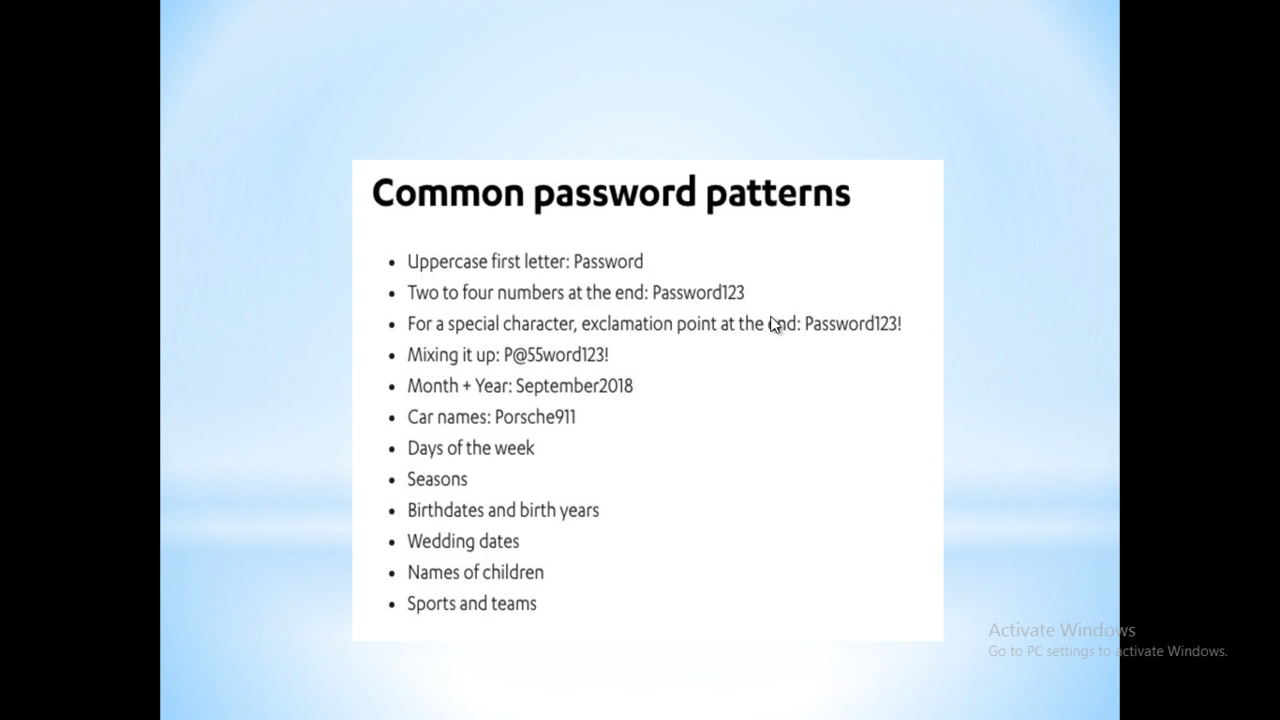 Common password patterns
• Uppercase first letter: Password
• Two to four numbers at the end: Password123
• For a special character, exclamation point at the end: Password123!
• Mixing it up: P@55word123!
• Month + Year: September2018
• Car names: Porsche911
• Days of the week
• Seasons
• Birthdates and birth years
• Wedding dates
• Names of children
• Sports and teams
Activate Windows
Go to PC settings to activate Windows.